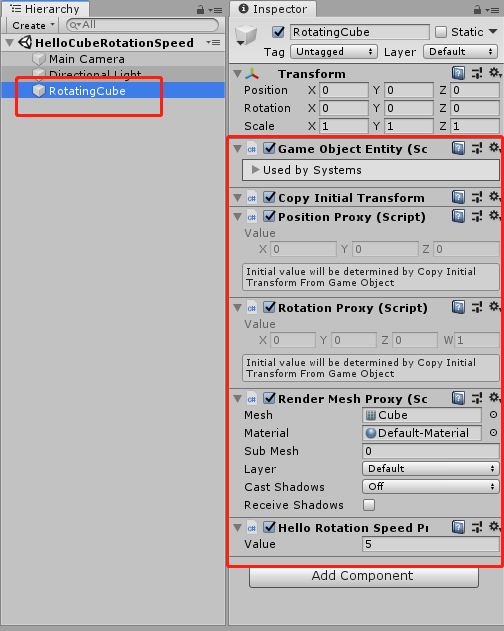 Hierarchy
Create
All
HelloCubeRotationSpeed
Main Camera
Directional Light
RotatingCube
Inspector
RotatingCube
Static
Tag Untagged Layer Default
Transform
Position X 0 Y 0 Z 0
Rotation X 0 Y 0 Z 0
Scale X 1 Y 1 Z 1
Game Object Entity (Sc
Used by Systems
Copy Initial Transform
Position Proxy (Script)
Value
X 0 Y 0 Z 0
Initial value will be determined by Copy Initial
Transform From Game Object
Rotation Proxy (Script)
Value
X 0 Y 0 Z 0 W 1
Initial value will be determined by Copy Initial
Transform From Game Object
Render Mesh Proxy (Sc
Mesh Cube
Material Default-Material
Sub Mesh 0
Layer Default
Cast Shadows Off
Receive Shadows
Hello Rotation Speed Pr
Value 5
Add Component